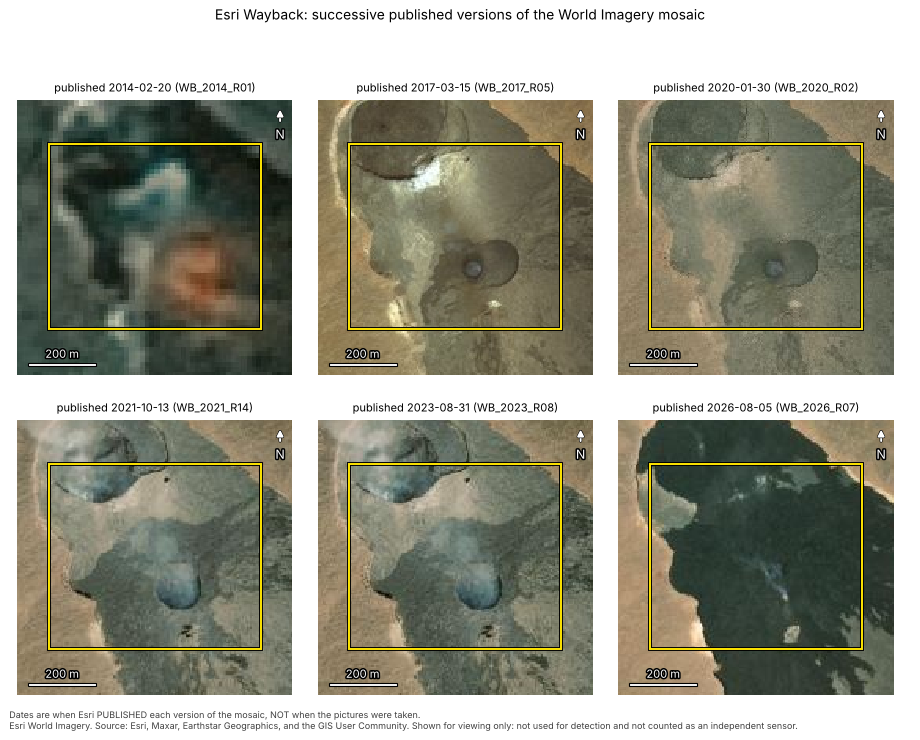 Esri Wayback: successive published versions of the World Imagery mosaic
published 2014-02-20 (WB_2014_R01)
published 2017-03-15 (WB_2017_R05)
published 2020-01-30 (WB_2020_R02)
N
N
N
200 m
200 m
200 m
published 2021-10-13 (WB_2021_R14)
published 2023-08-31 (WB_2023_R08)
published 2026-08-05 (WB_2026_R07)
N
N
N
200 m
200 m
200 m
Dates are when Esri PUBLISHED each version of the mosaic, NOT when the pictures were taken.
Esri World Imagery. Source: Esri, Maxar, Earthstar Geographics, and the GIS User Community. Shown for viewing only: not used for detection and not counted as an independent sensor.